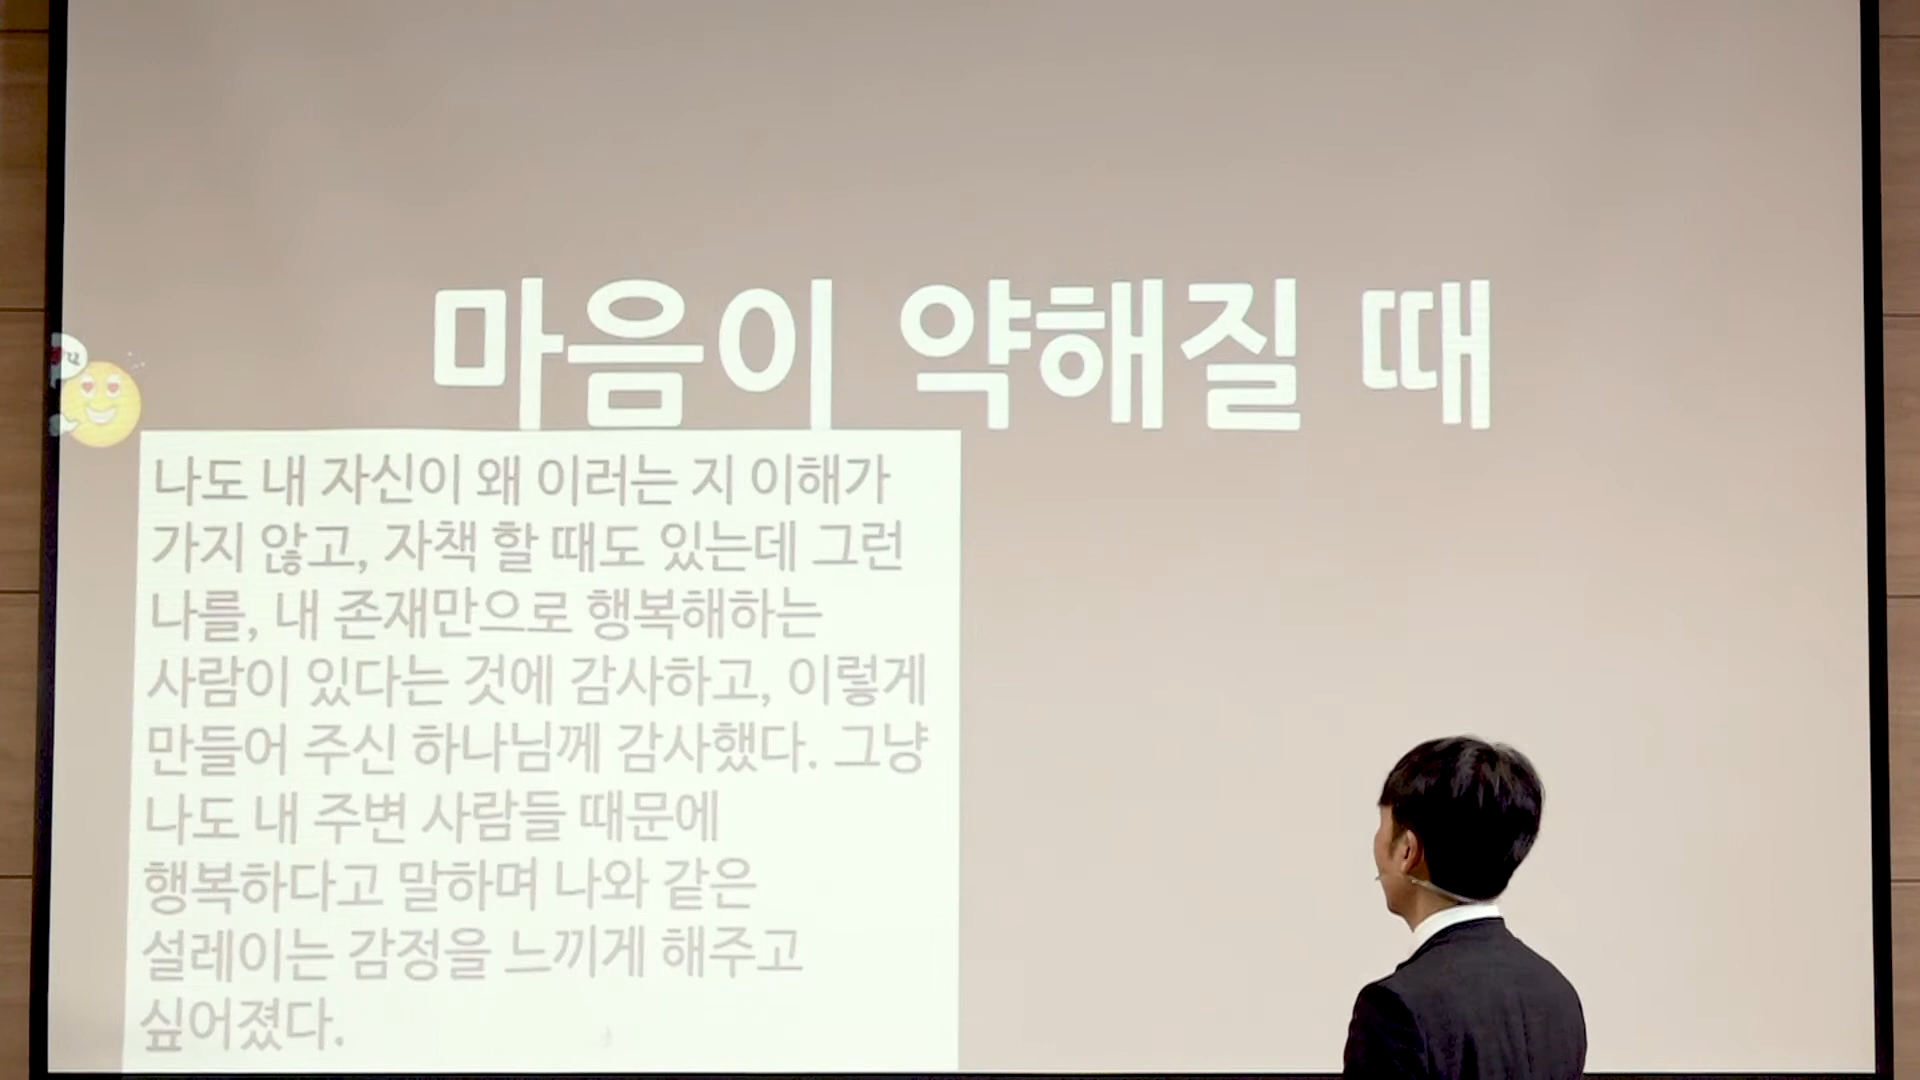 마음이 약해질 때
나도 내 자신이 왜 이러는 지 이해가
가지 않고, 자책 할 때도 있는데 그런
나를, 내 존재만으로 행복해하는
사람이 있다는 것에 감사하고, 이렇게
만들어 주신 하나님께 감사했다. 그냥
나도 내 주변 사람들 때문에
행복하다고 말하며 나와 같은
설레이는 감정을 느끼게 해주고
싶어졌다.